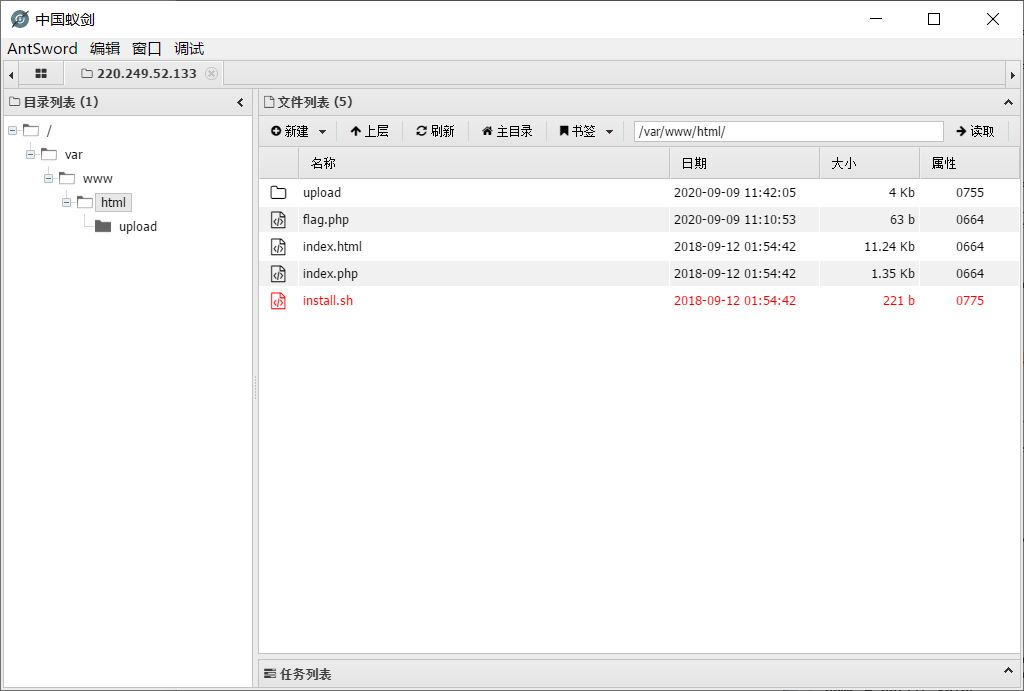 中国蚁剑
AntSword 编辑 窗口 调试
220.249.52.133
目录列表 (1)
/
var
www
html
upload
文件列表 (5)
新建 上层 刷新 主目录 书签 /var/www/html/ 读取
名称 日期 大小 属性
upload 2020-09-09 11:42:05 4 Kb 0755
flag.php 2020-09-09 11:10:53 63 b 0664
index.html 2018-09-12 01:54:42 11.24 Kb 0664
index.php 2018-09-12 01:54:42 1.35 Kb 0664
install.sh 2018-09-12 01:54:42 221 b 0775
任务列表